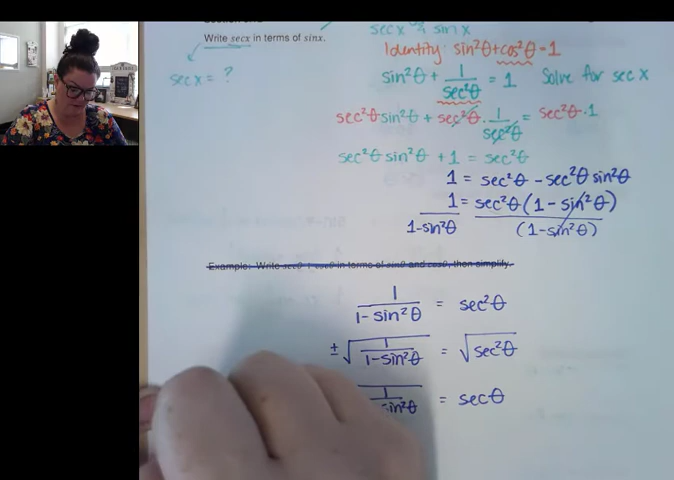 Write secx in terms of sinx.
secx = ?
secx sinx
Identity: sin²θ + cos²θ = 1
sin²θ + 1/sec²θ = 1 Solve for sec x
sec²θ sin²θ + sec²θ · 1/sec²θ = sec²θ · 1
sec²θ sin²θ + 1 = sec²θ
1 = sec²θ - sec²θ sin²θ
1 = sec²θ (1 - sin²θ)
1-sin²θ (1-sin²θ)
Example: Write in terms of sinθ and cosθ, then simplify.
1/(1 - sin²θ) = sec²θ
±√(1/(1-sin²θ)) = √sec²θ
1/sin²θ = secθ